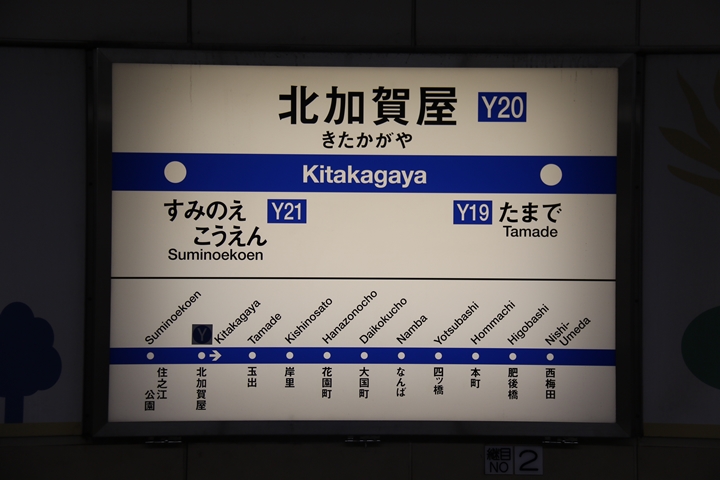 北加賀屋 Y20
きたかがや
Kitakagaya
すみのえ Y21 Y19 たまで
こうえん Tamade
Suminoekoen
Suminoekoen Kitakagaya Tamade Kishinosato Hanazonocho Daikokucho Namba Yotsubashi Hommachi Higobashi Nishi-Umeda
Y
住之江公園 北加賀屋 玉出 岸里 花園町 大国町 なんば 四ツ橋 本町 肥後橋 西梅田
継目 NO 2